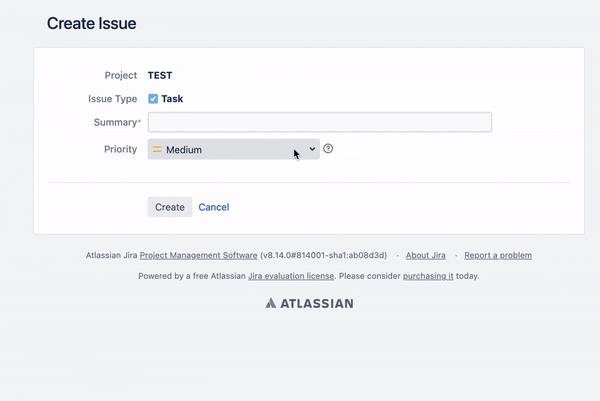 Create Issue
Project TEST
Issue Type Task
Summary*
Priority Medium ?
Create Cancel
Atlassian Jira Project Management Software (v8.14.0#814001-sha1:ab08d3d) · About Jira · Report a problem
Powered by a free Atlassian Jira evaluation license. Please consider purchasing it today.
ATLASSIAN